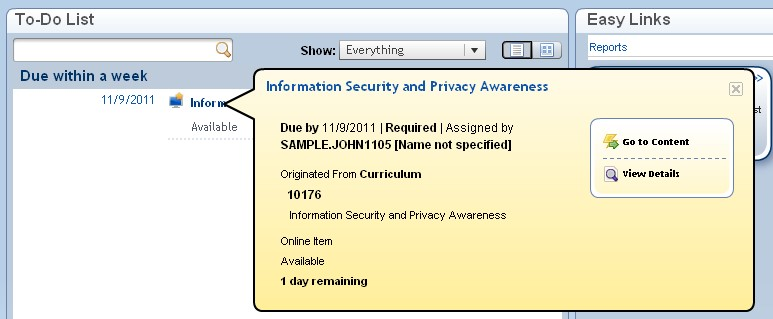 To-Do List
Easy Links
Show: Everything
Reports
Due within a week
11/9/2011 Inform
Available
Information Security and Privacy Awareness
Due by 11/9/2011 | Required | Assigned by
SAMPLE.JOHN1105 [Name not specified]
Originated From Curriculum
10176
Information Security and Privacy Awareness
Online Item
Available
1 day remaining
Go to Content
View Details